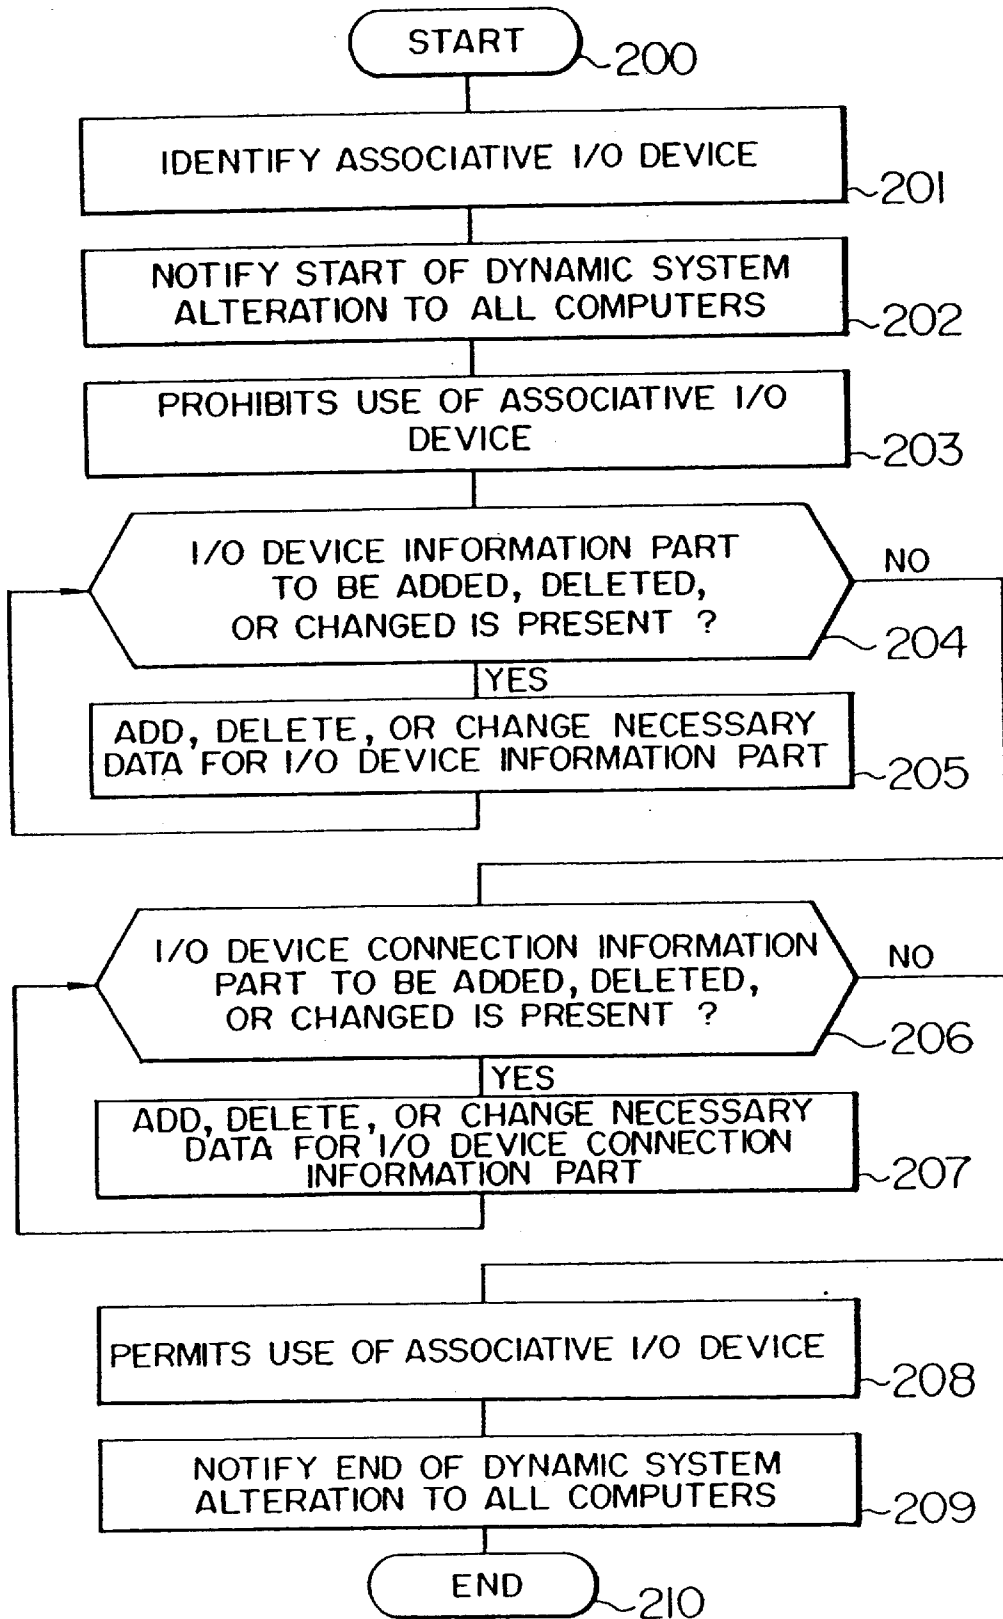 START
200
IDENTIFY ASSOCIATIVE I/O DEVICE
201
NOTIFY START OF DYNAMIC SYSTEM
ALTERATION TO ALL COMPUTERS
202
PROHIBITS USE OF ASSOCIATIVE I/O
DEVICE
203
I/O DEVICE INFORMATION PART
TO BE ADDED, DELETED,
OR CHANGED IS PRESENT ?
NO
204
YES
ADD, DELETE, OR CHANGE NECESSARY
DATA FOR I/O DEVICE INFORMATION PART
205
I/O DEVICE CONNECTION INFORMATION
PART TO BE ADDED, DELETED,
OR CHANGED IS PRESENT ?
NO
206
YES
ADD, DELETE, OR CHANGE NECESSARY
DATA FOR I/O DEVICE CONNECTION
INFORMATION PART
207
PERMITS USE OF ASSOCIATIVE I/O DEVICE
208
NOTIFY END OF DYNAMIC SYSTEM
ALTERATION TO ALL COMPUTERS
209
END
210